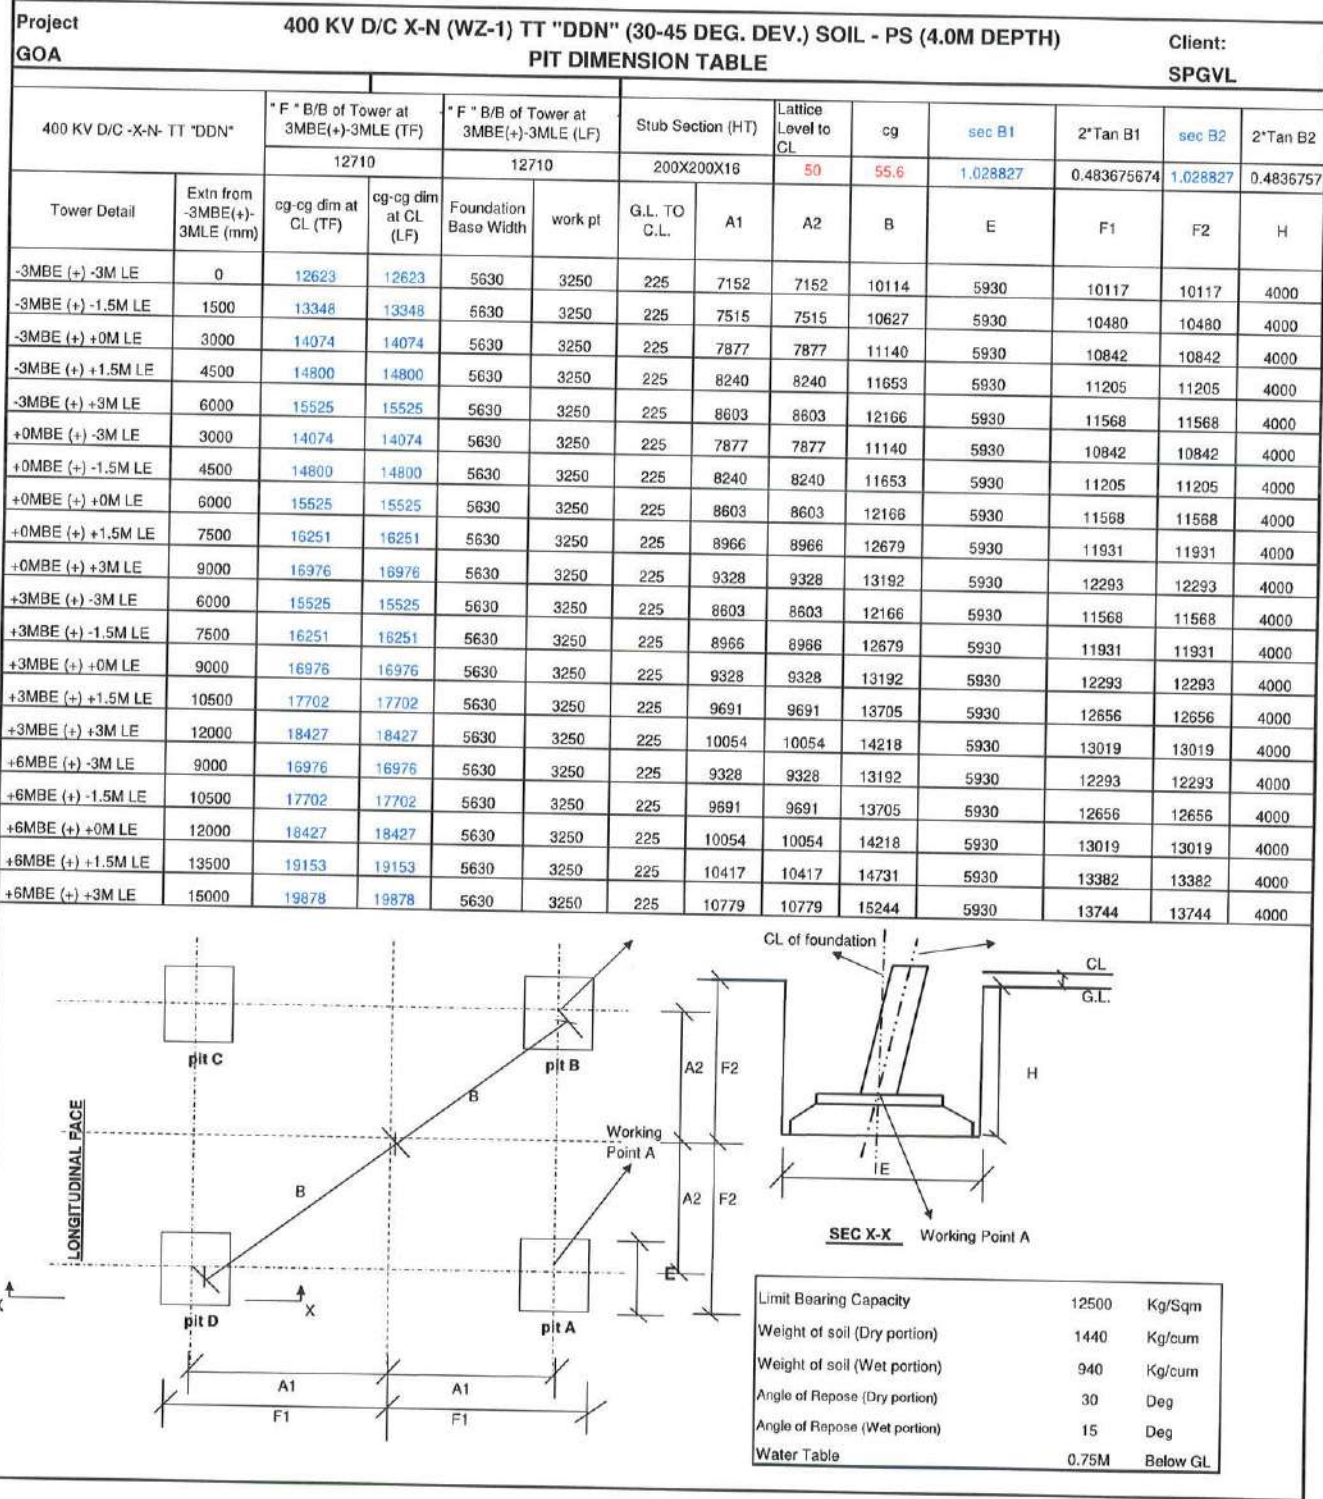 Project
400 KV D/C X-N (WZ-1) TT "DDN" (30-45 DEG. DEV.) SOIL - PS (4.0M DEPTH)
Client:
GOA
PIT DIMENSION TABLE
SPGVL
400 KV D/C -X-N- TT "DDN"
" F " B/B of Tower at 3MBE(+)-3MLE (TF)
" F " B/B of Tower at 3MBE(+)-3MLE (LF)
Stub Section (HT)
Lattice Level to CL
cg
sec B1
2*Tan B1
sec B2
2*Tan B2
12710
12710
200X200X16
50
55.6
1.028827
0.483675674
1.028827
0.4836757
Tower Detail
Extn from -3MBE(+)-3MLE (mm)
cg-cg dim at CL (TF)
cg-cg dim at CL (LF)
Foundation Base Width
work pt
G.L. TO C.L.
A1
A2
B
E
F1
F2
H
-3MBE (+) -3M LE 0 12623 12623 5630 3250 225 7152 7152 10114 5930 10117 10117 4000
-3MBE (+) -1.5M LE 1500 13348 13348 5630 3250 225 7515 7515 10627 5930 10480 10480 4000
-3MBE (+) +0M LE 3000 14074 14074 5630 3250 225 7877 7877 11140 5930 10842 10842 4000
-3MBE (+) +1.5M LE 4500 14800 14800 5630 3250 225 8240 8240 11653 5930 11205 11205 4000
-3MBE (+) +3M LE 6000 15525 15525 5630 3250 225 8603 8603 12166 5930 11568 11568 4000
+0MBE (+) -3M LE 3000 14074 14074 5630 3250 225 7877 7877 11140 5930 10842 10842 4000
+0MBE (+) -1.5M LE 4500 14800 14800 5630 3250 225 8240 8240 11653 5930 11205 11205 4000
+0MBE (+) +0M LE 6000 15525 15525 5630 3250 225 8603 8603 12166 5930 11568 11568 4000
+0MBE (+) +1.5M LE 7500 16251 16251 5630 3250 225 8966 8966 12679 5930 11931 11931 4000
+0MBE (+) +3M LE 9000 16976 16976 5630 3250 225 9328 9328 13192 5930 12293 12293 4000
+3MBE (+) -3M LE 6000 15525 15525 5630 3250 225 8603 8603 12166 5930 11568 11568 4000
+3MBE (+) -1.5M LE 7500 16251 16251 5630 3250 225 8966 8966 12679 5930 11931 11931 4000
+3MBE (+) +0M LE 9000 16976 16976 5630 3250 225 9328 9328 13192 5930 12293 12293 4000
+3MBE (+) +1.5M LE 10500 17702 17702 5630 3250 225 9691 9691 13705 5930 12656 12656 4000
+3MBE (+) +3M LE 12000 18427 18427 5630 3250 225 10054 10054 14218 5930 13019 13019 4000
+6MBE (+) -3M LE 9000 16976 16976 5630 3250 225 9328 9328 13192 5930 12293 12293 4000
+6MBE (+) -1.5M LE 10500 17702 17702 5630 3250 225 9691 9691 13705 5930 12656 12656 4000
+6MBE (+) +0M LE 12000 18427 18427 5630 3250 225 10054 10054 14218 5930 13019 13019 4000
+6MBE (+) +1.5M LE 13500 19153 19153 5630 3250 225 10417 10417 14731 5930 13382 13382 4000
+6MBE (+) +3M LE 15000 19878 19878 5630 3250 225 10779 10779 15244 5930 13744 13744 4000
CL of foundation
CL
G.L.
pit C
pit B
A2
F2
H
B
LONGITUDINAL FACE
Working
Point A
B
A2
F2
E
SEC X-X
Working Point A
E
X
X
pit D
pit A
A1
A1
F1
F1
Limit Bearing Capacity 12500 Kg/Sqm
Weight of soil (Dry portion) 1440 Kg/cum
Weight of soil (Wet portion) 940 Kg/cum
Angle of Repose (Dry portion) 30 Deg
Angle of Repose (Wet portion) 15 Deg
Water Table 0.75M Below GL